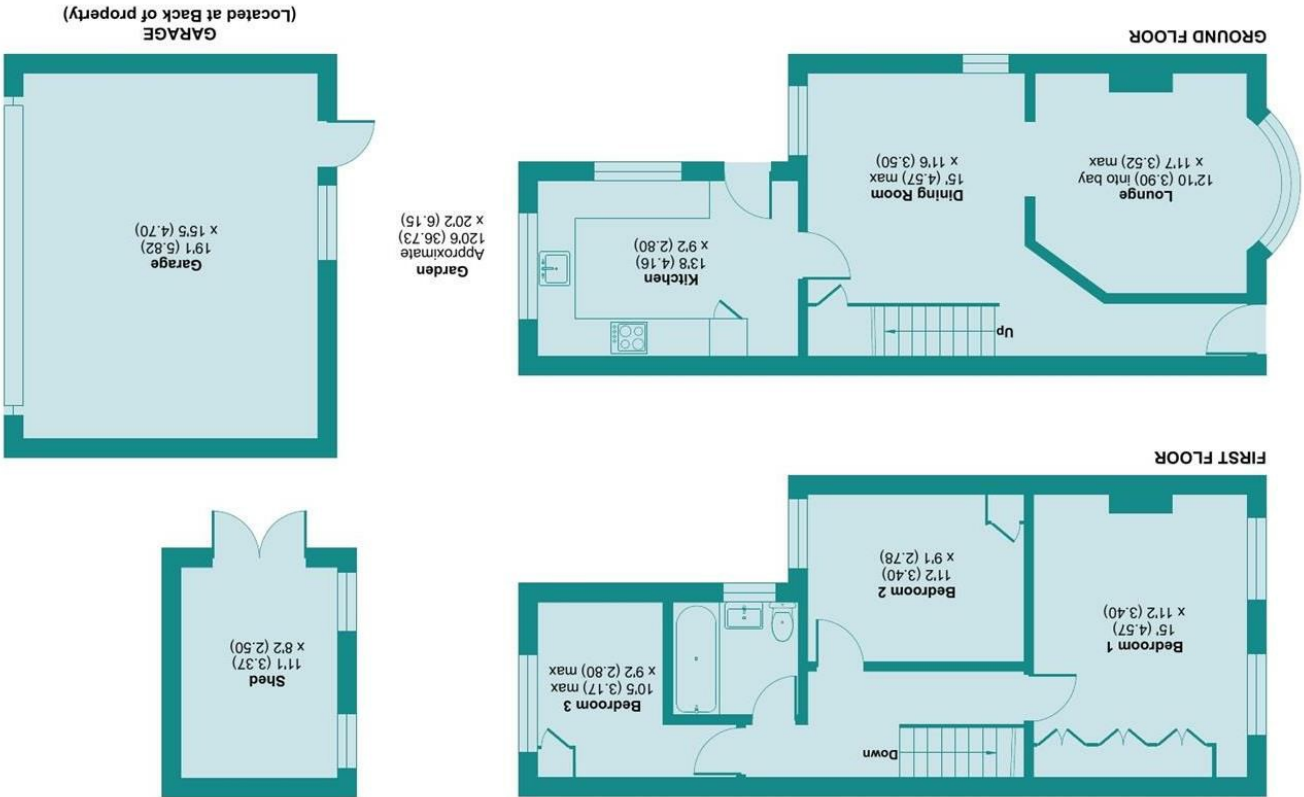 Down
Bedroom 1
15' (4.57)
x 11'2 (3.40)
Bedroom 2
11'2 (3.40)
x 9'1 (2.78)
Bedroom 3
10'5 (3.17) max
x 9'2 (2.80) max
Shed
11'1 (3.37)
x 8'2 (2.50)
FIRST FLOOR
Up
Lounge
12'10 (3.90) into bay
x 11'7 (3.52) max
Dining Room
15' (4.57) max
x 11'6 (3.50)
Kitchen
13'8 (4.16)
x 9'2 (2.80)
Garden
Approximate
120'6 (36.73)
x 20'2 (6.15)
Garage
19'1 (5.82)
x 15'5 (4.70)
GROUND FLOOR
GARAGE
(Located at Back of property)